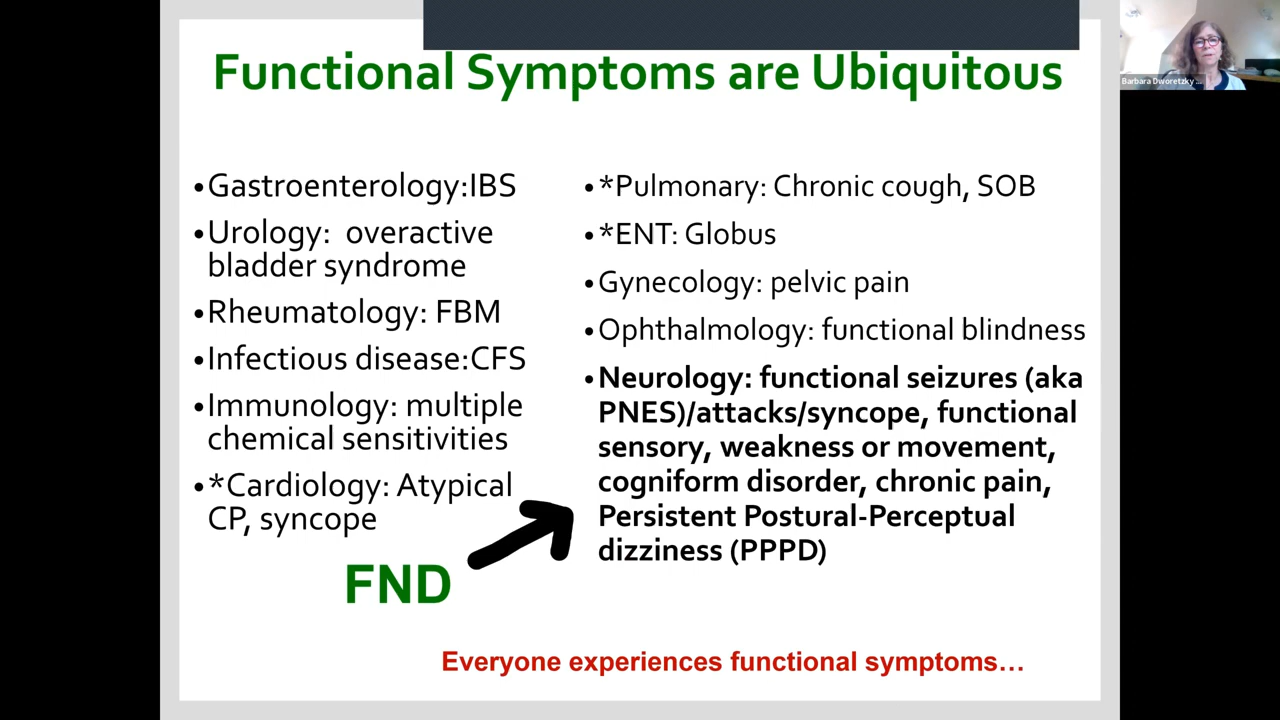 Functional Symptoms are Ubiquitous
•Gastroenterology:IBS
•Urology: overactive
bladder syndrome
•Rheumatology: FBM
•Infectious disease:CFS
•Immunology: multiple
chemical sensitivities
•*Cardiology: Atypical
CP, syncope
FND
•*Pulmonary: Chronic cough, SOB
•*ENT: Globus
•Gynecology: pelvic pain
•Ophthalmology: functional blindness
•Neurology: functional seizures (aka
PNES)/attacks/syncope, functional
sensory, weakness or movement,
cogniform disorder, chronic pain,
Persistent Postural-Perceptual
dizziness (PPPD)
Everyone experiences functional symptoms…
Barbara Dworetzky ...